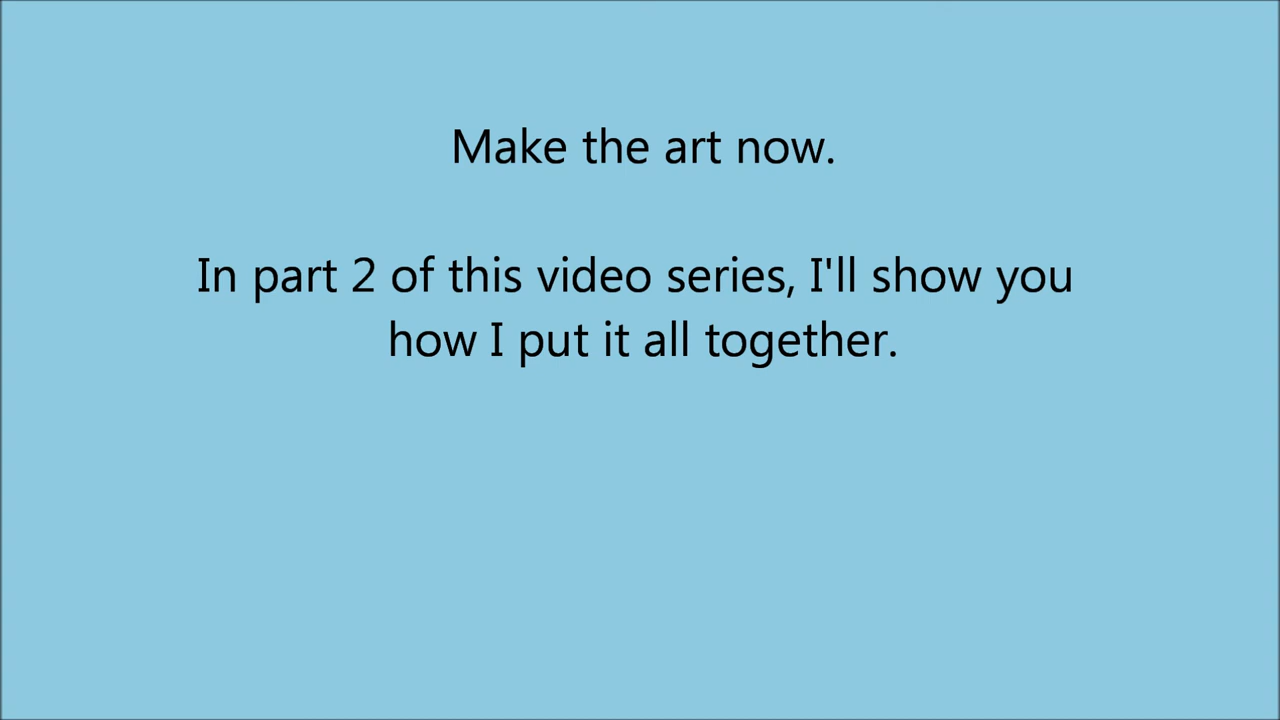 Make the art now.
In part 2 of this video series, I'll show you
how I put it all together.